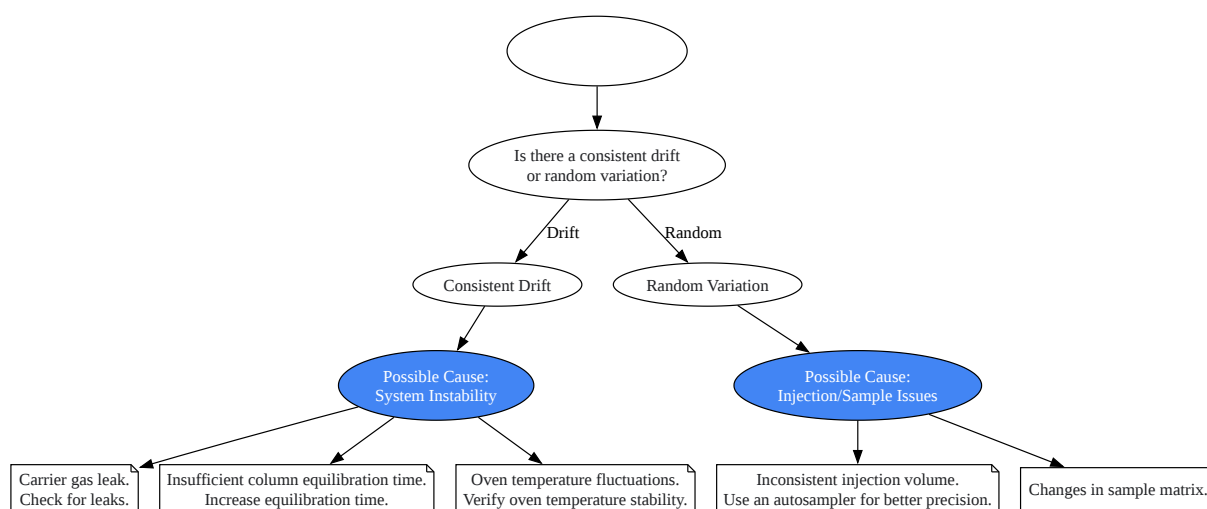 Is there a consistent drift
or random variation?
Drift
Random
Consistent Drift
Random Variation
Possible Cause:
System Instability
Possible Cause:
Injection/Sample Issues
Carrier gas leak.
Check for leaks.
Insufficient column equilibration time.
Increase equilibration time.
Oven temperature fluctuations.
Verify oven temperature stability.
Inconsistent injection volume.
Use an autosampler for better precision.
Changes in sample matrix.